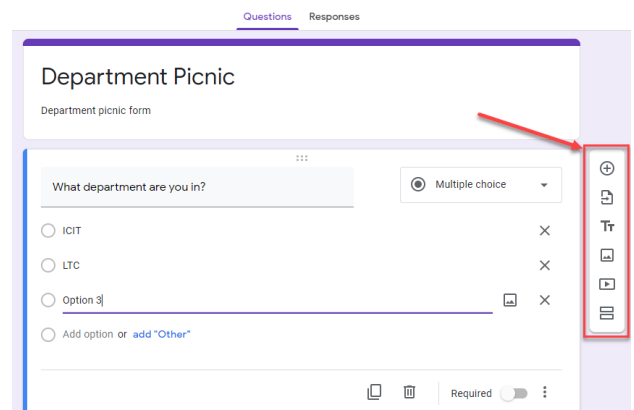 Questions Responses
Department Picnic
Department picnic form
What department are you in?
Multiple choice
ICIT
LTC
Option 3
Add option or add "Other"
Required
Tт